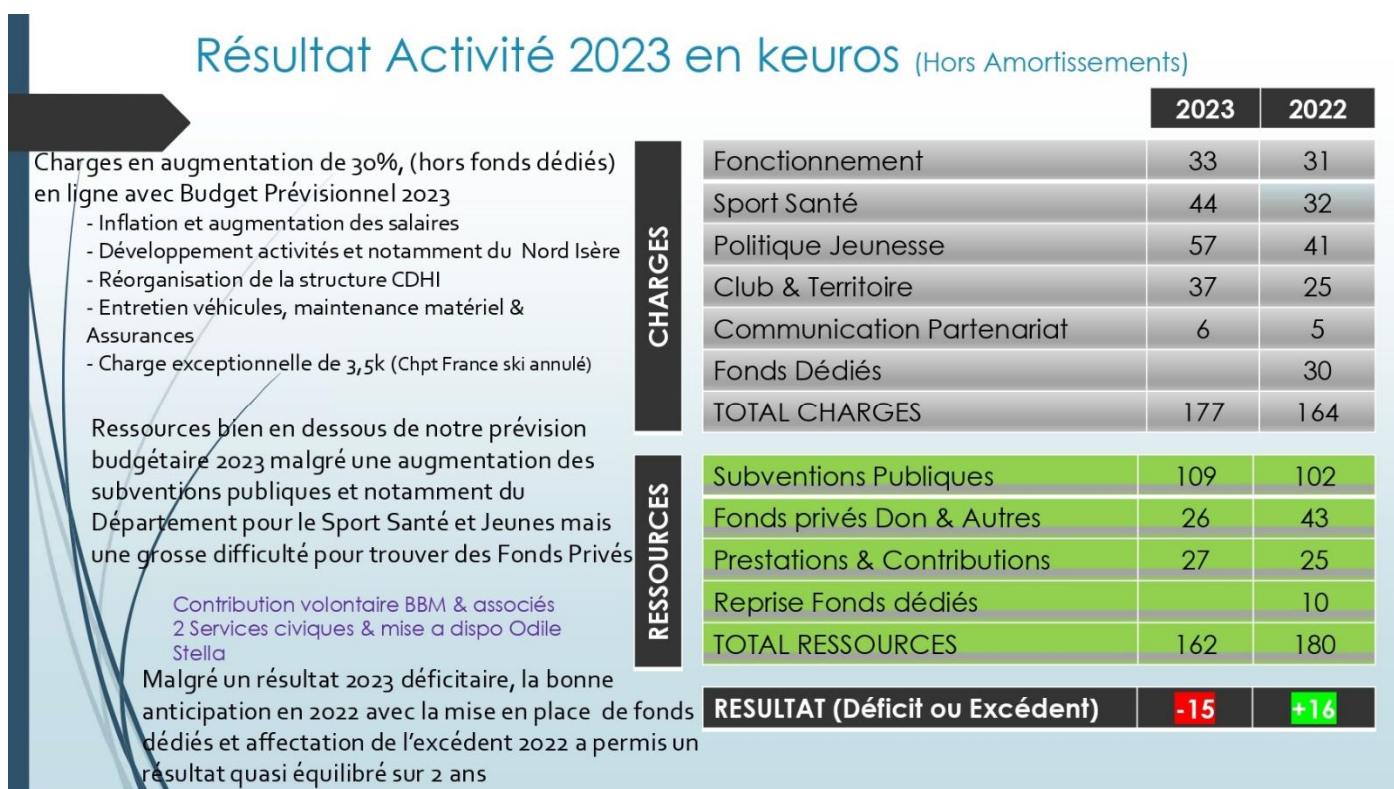 Résultat Activité 2023 en keuros (Hors Amortissements)
2023 2022
Charges en augmentation de 30%, (hors fonds dédiés)
en ligne avec Budget Prévisionnel 2023
- Inflation et augmentation des salaires
- Développement activités et notamment du Nord Isère
- Réorganisation de la structure CDHI
- Entretien véhicules, maintenance matériel &
Assurances
- Charge exceptionnelle de 3,5k (Chpt France ski annulé)
Ressources bien en dessous de notre prévision
budgétaire 2023 malgré une augmentation des
subventions publiques et notamment du
Département pour le Sport Santé et Jeunes mais
une grosse difficulté pour trouver des Fonds Privés
Contribution volontaire BBM & associés
2 Services civiques & mise a dispo Odile
Stella
Malgré un résultat 2023 déficitaire, la bonne
anticipation en 2022 avec la mise en place de fonds
dédiés et affectation de l'excédent 2022 a permis un
résultat quasi équilibré sur 2 ans
CHARGES
Fonctionnement 33 31
Sport Santé 44 32
Politique Jeunesse 57 41
Club & Territoire 37 25
Communication Partenariat 6 5
Fonds Dédiés 30
TOTAL CHARGES 177 164
RESSOURCES
Subventions Publiques 109 102
Fonds privés Don & Autres 26 43
Prestations & Contributions 27 25
Reprise Fonds dédiés 10
TOTAL RESSOURCES 162 180
RESULTAT (Déficit ou Excédent) -15 +16